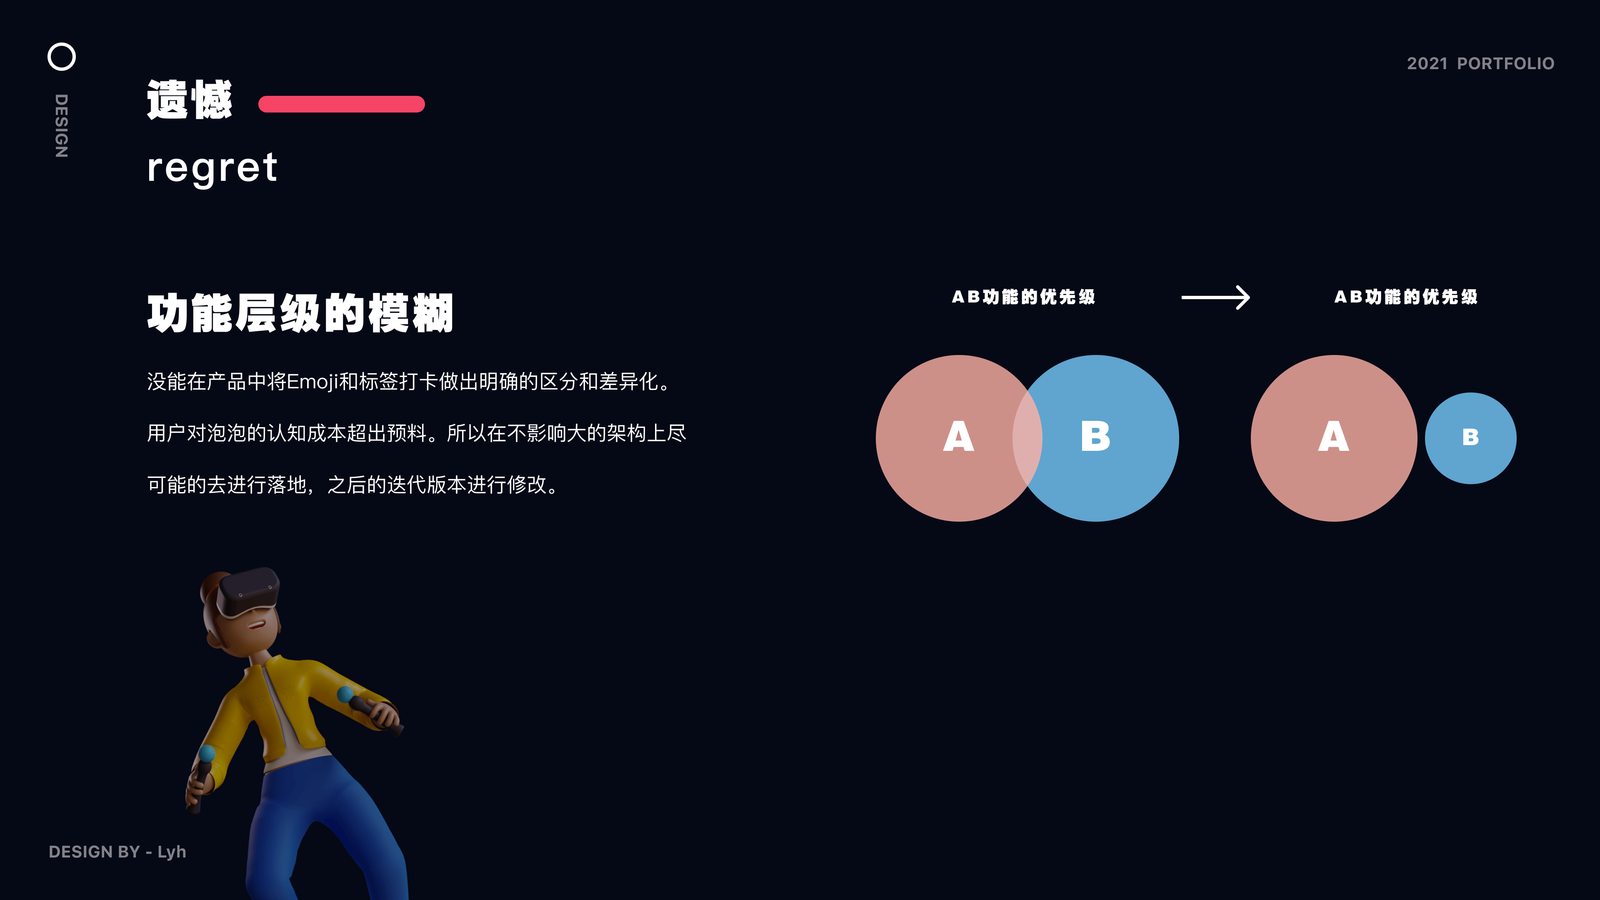 DESIGN
2021 PORTFOLIO
遗憾
regret
功能层级的模糊
没能在产品中将Emoji和标签打卡做出明确的区分和差异化。
用户对泡泡的认知成本超出预料。所以在不影响大的架构上尽
可能的去进行落地，之后的迭代版本进行修改。
AB功能的优先级
AB功能的优先级
A
B
A
B
DESIGN BY - Lyh